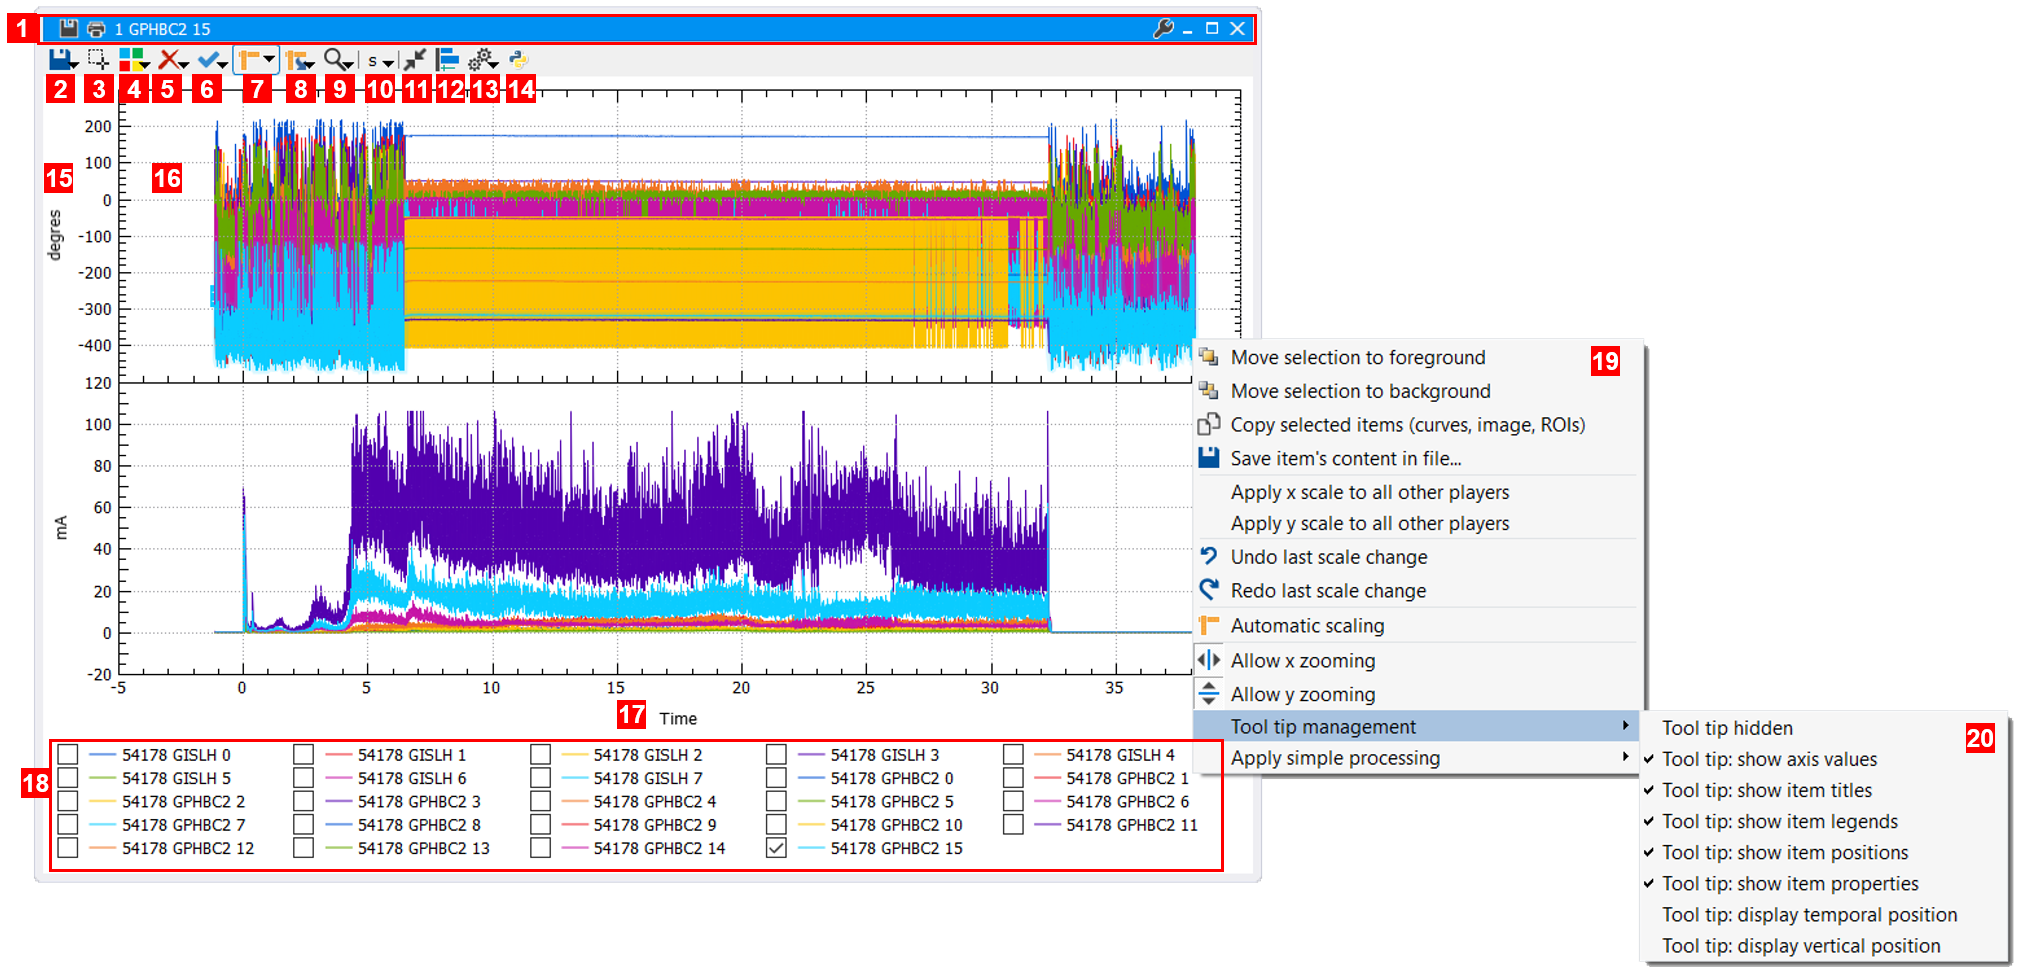 1
1 GPHBC2 15
s
2 3 4 5 6 7 8 9 10 11 12 13 14
200
100
0
-100
-200
-300
-400
15
16
degres
120
100
80
60
40
20
0
-20
mA
-5 0 5 10 15 20 25 30 35
17
Time
18
54178 GISLH 0 54178 GISLH 1 54178 GISLH 2 54178 GISLH 3 54178 GISLH 4
54178 GISLH 5 54178 GISLH 6 54178 GISLH 7 54178 GPHBC2 0 54178 GPHBC2 1
54178 GPHBC2 2 54178 GPHBC2 3 54178 GPHBC2 4 54178 GPHBC2 5 54178 GPHBC2 6
54178 GPHBC2 7 54178 GPHBC2 8 54178 GPHBC2 9 54178 GPHBC2 10 54178 GPHBC2 11
54178 GPHBC2 12 54178 GPHBC2 13 54178 GPHBC2 14 54178 GPHBC2 15
19
Move selection to foreground
Move selection to background
Copy selected items (curves, image, ROIs)
Save item's content in file...
Apply x scale to all other players
Apply y scale to all other players
Undo last scale change
Redo last scale change
Automatic scaling
Allow x zooming
Allow y zooming
Tool tip management
Apply simple processing
20
Tool tip hidden
Tool tip: show axis values
Tool tip: show item titles
Tool tip: show item legends
Tool tip: show item positions
Tool tip: show item properties
Tool tip: display temporal position
Tool tip: display vertical position